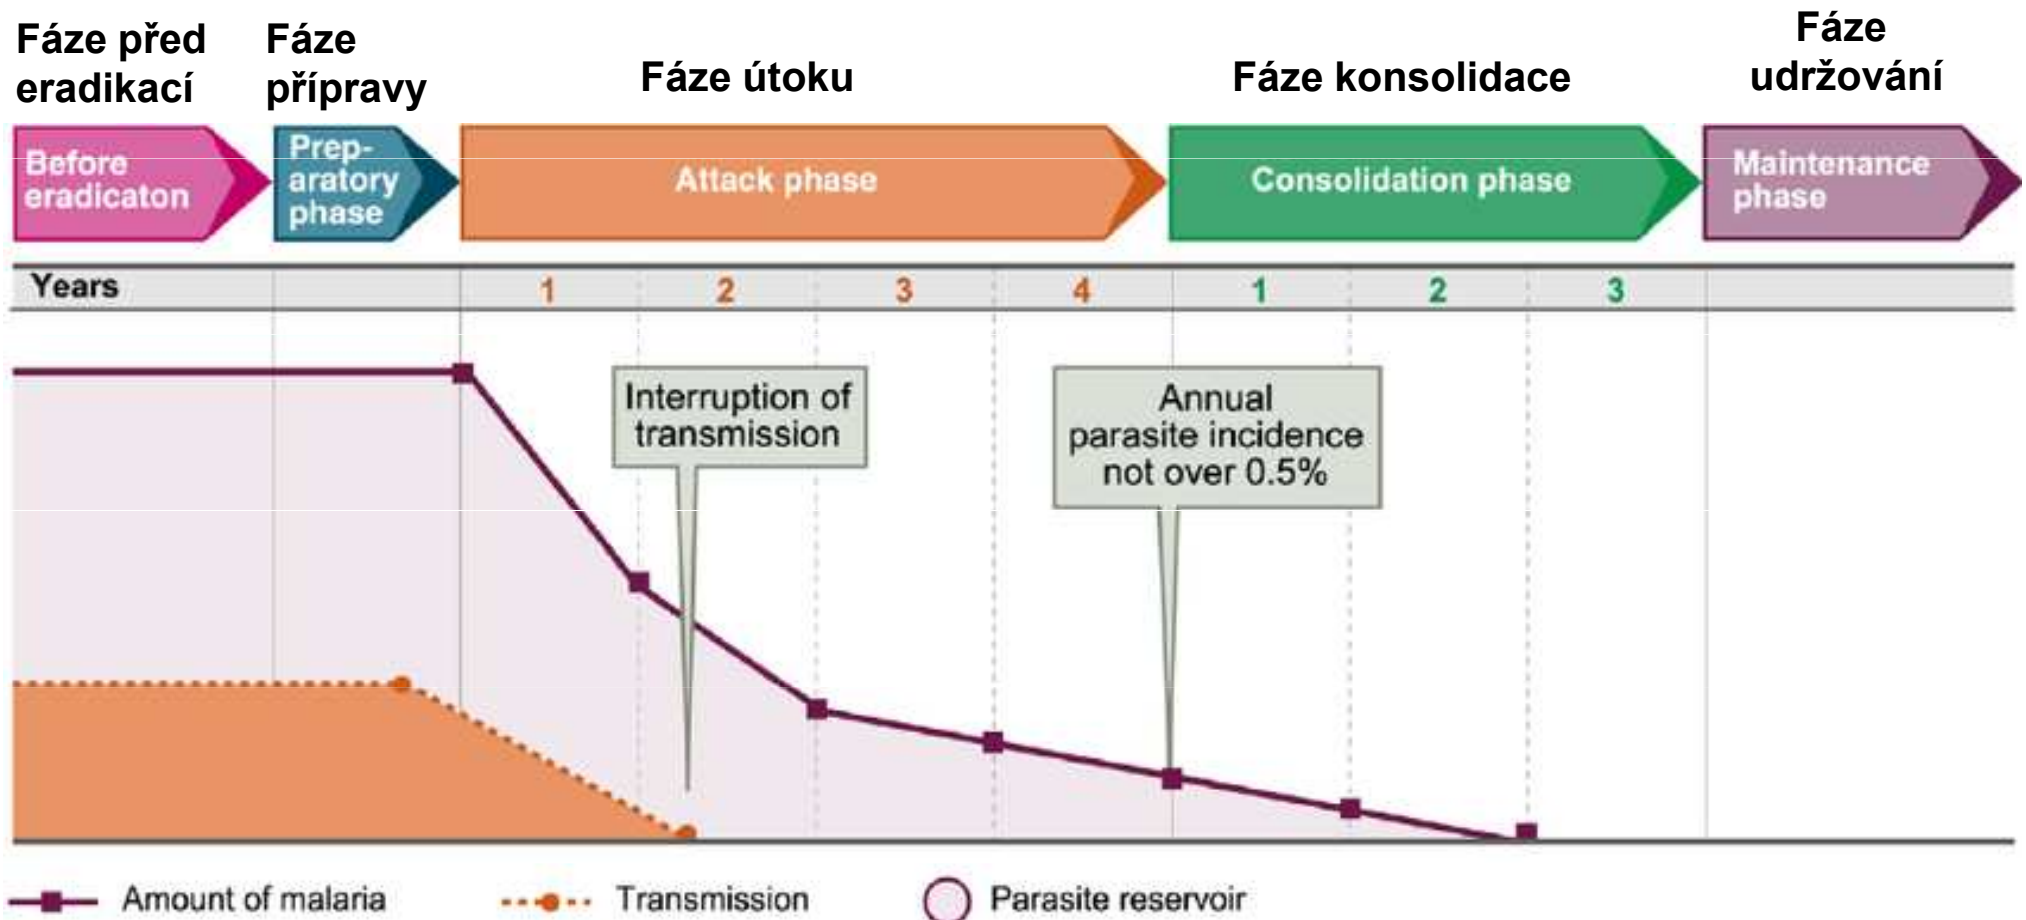 Fáze před
eradikací
Fáze
přípravy
Fáze útoku
Fáze konsolidace
Fáze
udržování
Before
eradicaton
Prep-
aratory
phase
Attack phase
Consolidation phase
Maintenance
phase
Years 1 2 3 4 1 2 3
Interruption of
transmission
Annual
parasite incidence
not over 0.5%
Amount of malaria
Transmission
Parasite reservoir